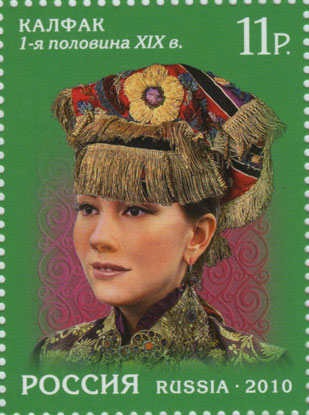 КАЛФАК
1-я половина XIX в.
11Р.
РОССИЯ RUSSIA · 2010